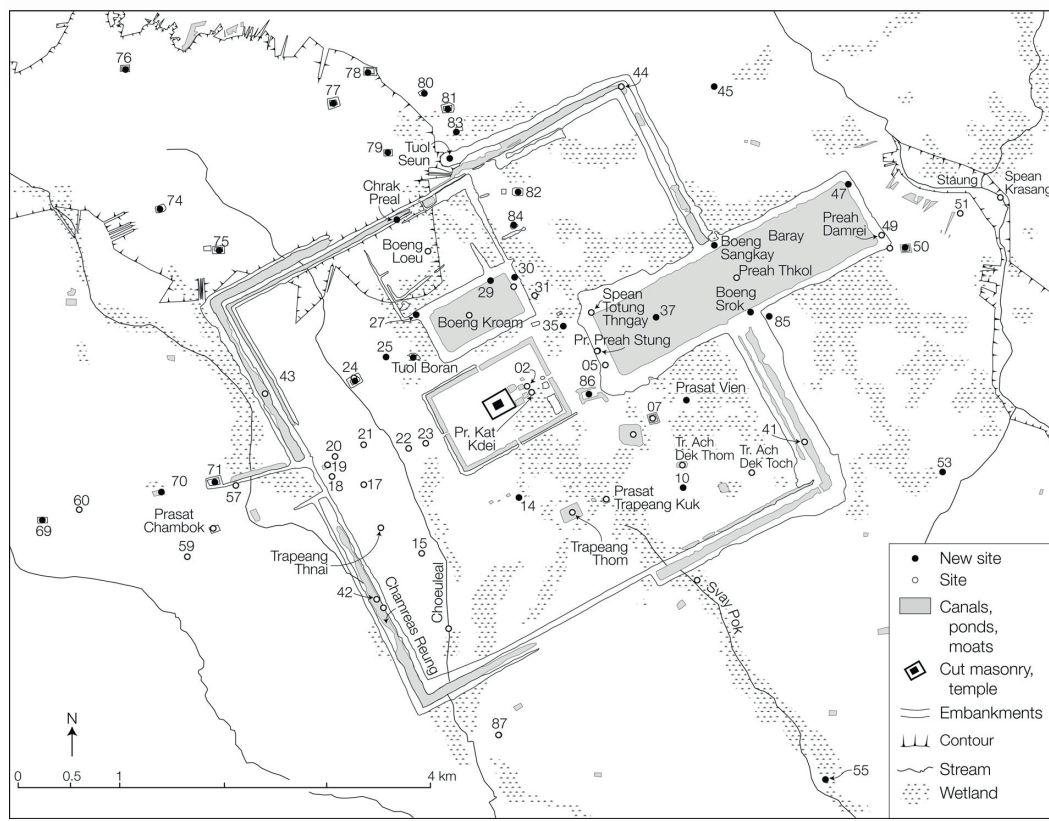 76
78
77
80
81
83
44
45
79
Tuol
Seun
Chrak
Preal
82
74
84
75
Boeng
Loeu
47
Staung
Spean
Krasang
51
Preah
Damrei
49
50
Baray
Boeng
Sangkay
Preah Thkol
30
29
31
Spean
Totung
Thngay
Boeng
Srok
27
Boeng Kroam
37
85
35
Pr. Preah Stung
25
Tuol Boran
24
02
05
86
Prasat Vien
43
07
Pr. Kat
Kdei
41
20
21
22
23
Tr. Ach
Dek Thom
Tr. Ach
Dek Toch
19
18
17
10
53
70
71
57
60
69
14
Prasat
Trapeang Kuk
Prasat
Chambok
59
Trapeang
Thnai
15
Trapeang
Thom
42
Chamreas Reung
Choeuleal
Svay Pok
87
55
N
0 0.5 1 4 km
New site
Site
Canals,
ponds,
moats
Cut masonry,
temple
Embankments
Contour
Stream
Wetland